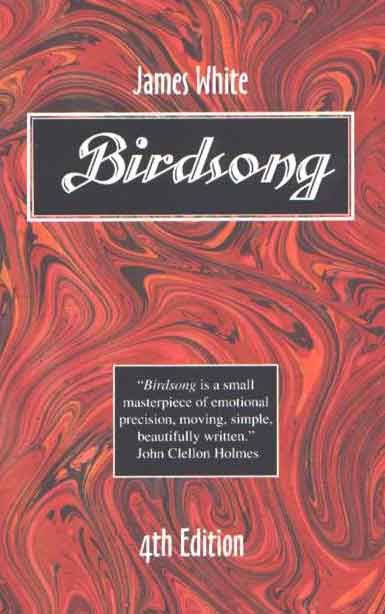 James White
Birdsong
“Birdsong is a small
masterpiece of emotional
precision, moving, simple,
beautifully written.”
John Clellon Holmes
4th Edition